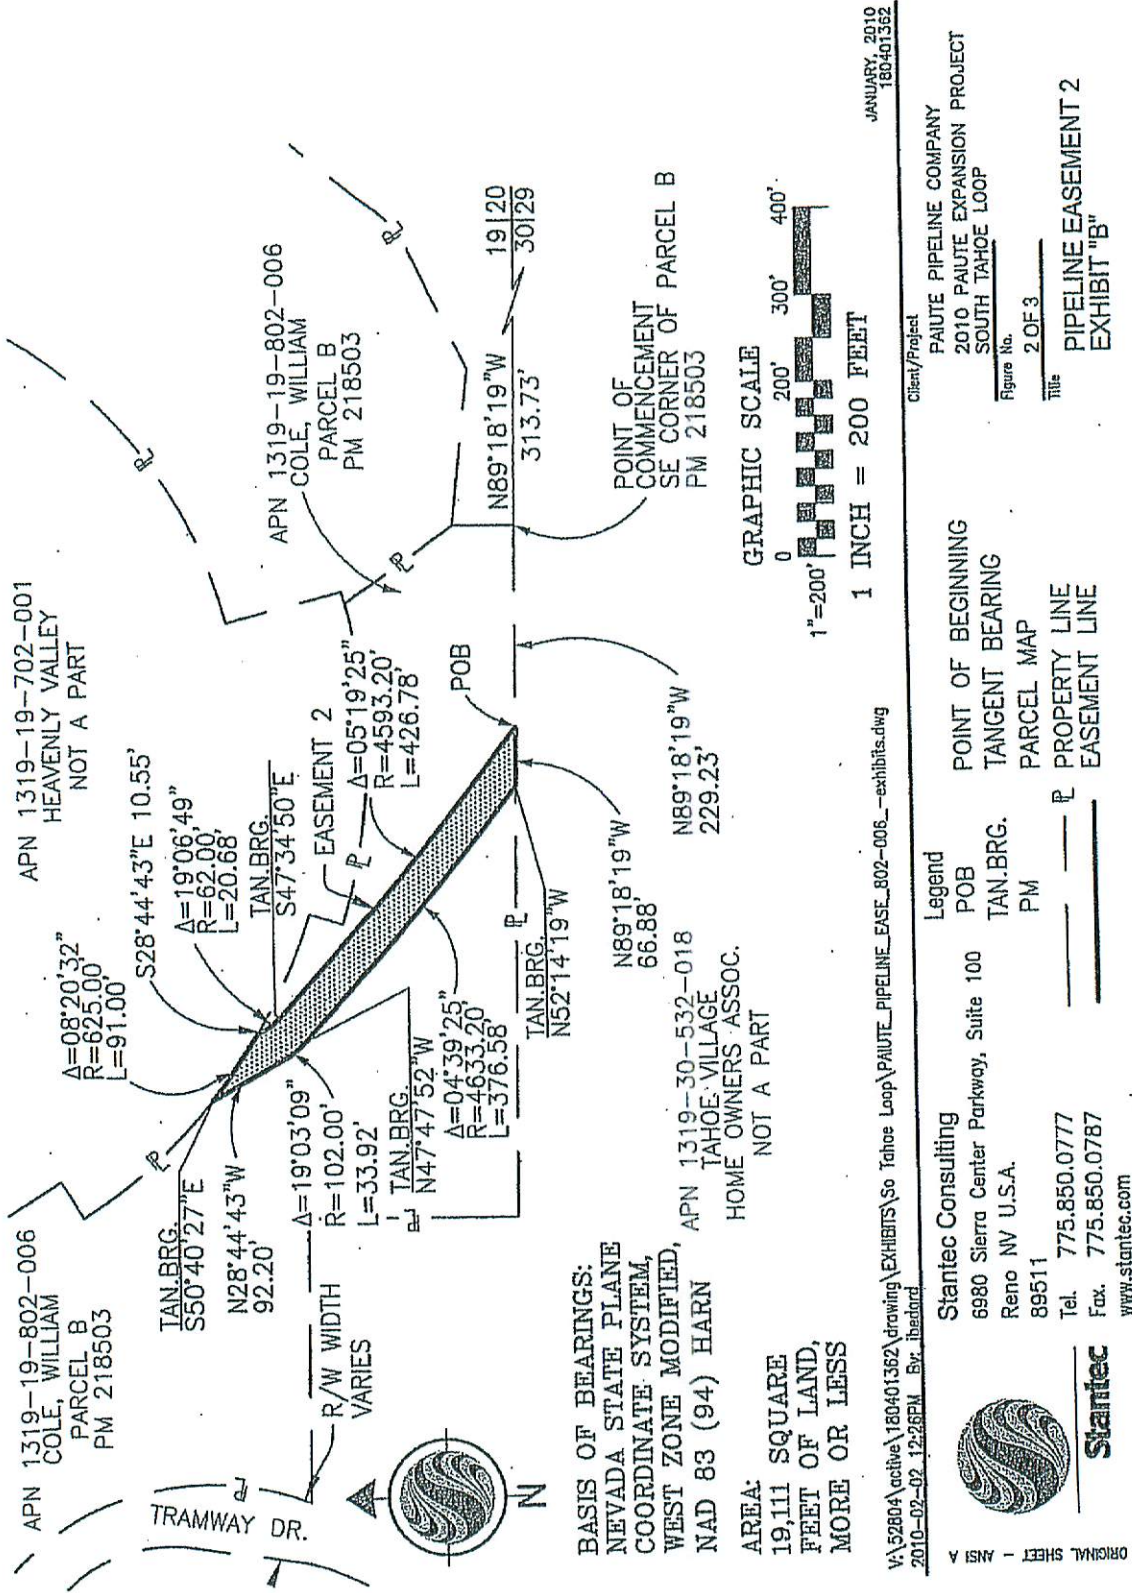 APN 1319-19-802-006
COLE, WILLIAM
PARCEL B
PM 218503
TRAMWAY DR.
R/W WIDTH
VARIES
APN 1319-19-702-001
HEAVENLY VALLEY
NOT A PART
Δ=08°20'32"
R=625.00'
L=91.00'
S28°44'43"E 10.55'
Δ=19°06'49"
R=62.00'
L=20.68'
TAN.BRG.
S47°34'50"E
EASEMENT 2
Δ=05°19'25"
R=4593.20'
L=426.78'
POB
APN 1319-19-802-006
COLE, WILLIAM
PARCEL B
PM 218503
N89°18'19"W
313.73'
19|20
30|29
POINT OF
COMMENCEMENT
SE CORNER OF PARCEL B
PM 218503
TAN.BRG.
S50°40'27"E
N28°44'43"W
92.20'
Δ=19°03'09"
R=102.00'
L=33.92'
TAN.BRG.
N47°47'52"W
Δ=04°39'25"
R=4633.20'
L=376.58'
TAN.BRG.
N52°14'19"W
N89°18'19"W
66.88'
N89°18'19"W
229.23'
APN 1319-30-532-018
TAHOE VILLAGE
HOME OWNERS ASSOC.
NOT A PART
N
BASIS OF BEARINGS:
NEVADA STATE PLANE
COORDINATE SYSTEM,
WEST ZONE MODIFIED,
NAD 83 (94) HARN
AREA:
19,111 SQUARE
FEET OF LAND,
MORE OR LESS
GRAPHIC SCALE
0 200' 300' 400'
1"=200'
1 INCH = 200 FEET
JANUARY, 2010
180401362
V:\52804\active\180401362\drawing\EXHIBITS\So Tahoe Loop\PAIUTE_PIPELINE_EASE_802-006_-exhibits.dwg
2010-02-02 12:26PM By: jbedard
ORIGINAL SHEET - ANSI A
Stantec
Stantec Consulting
6980 Sierra Center Parkway, Suite 100
Reno NV U.S.A.
89511
Tel. 775.850.0777
Fax. 775.850.0787
www.stantec.com
Legend
POB POINT OF BEGINNING
TAN.BRG. TANGENT BEARING
PM PARCEL MAP
PL PROPERTY LINE
EASEMENT LINE
Client/Project
PAIUTE PIPELINE COMPANY
2010 PAIUTE EXPANSION PROJECT
SOUTH TAHOE LOOP
Figure No.
2 OF 3
Title
PIPELINE EASEMENT 2
EXHIBIT "B"